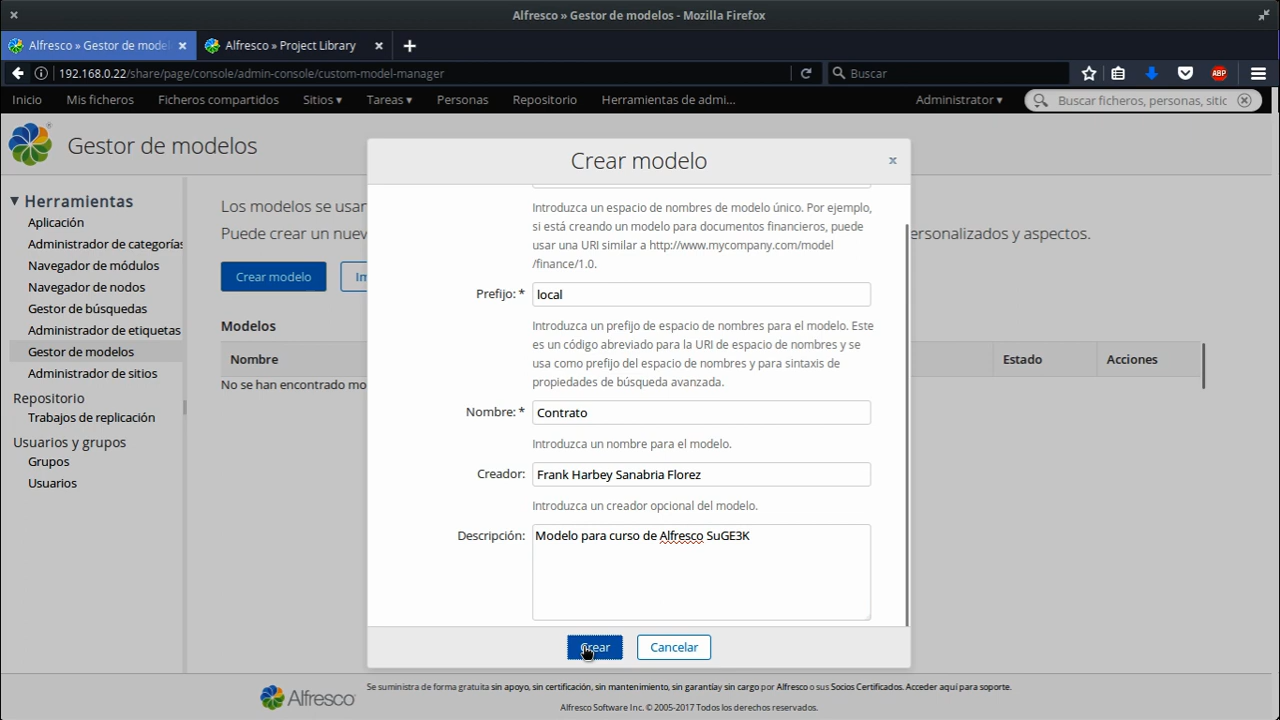 Alfresco » Gestor de modelos - Mozilla Firefox
Alfresco » Gestor de mode
Alfresco » Project Library
192.168.0.22/share/page/console/admin-console/custom-model-manager
Buscar
ABP
Inicio Mis ficheros Ficheros compartidos Sitios ▾ Tareas ▾ Personas Repositorio Herramientas de admi... Administrator ▾ Buscar ficheros, personas, sitic
Gestor de modelos
Crear modelo
Herramientas
Aplicación
Administrador de categorías
Navegador de módulos
Navegador de nodos
Gestor de búsquedas
Administrador de etiquetas
Gestor de modelos
Administrador de sitios
Repositorio
Trabajos de replicación
Usuarios y grupos
Grupos
Usuarios
Los modelos se usar
Puede crear un nuev
ersonalizados y aspectos.
Crear modelo
Im
Modelos
Nombre
Estado
Acciones
No se han encontrado mo
Introduzca un espacio de nombres de modelo único. Por ejemplo,
si está creando un modelo para documentos financieros, puede
usar una URI similar a http://www.mycompany.com/model
/finance/1.0.
Prefijo: * local
Introduzca un prefijo de espacio de nombres para el modelo. Este
es un código abreviado para la URI de espacio de nombres y se
usa como prefijo del espacio de nombres y para sintaxis de
propiedades de búsqueda avanzada.
Nombre: * Contrato
Introduzca un nombre para el modelo.
Creador: Frank Harbey Sanabria Florez
Introduzca un creador opcional del modelo.
Descripción: Modelo para curso de Alfresco SuGE3K
Crear
Cancelar
Alfresco
Se suministra de forma gratuita sin apoyo, sin certificación, sin mantenimiento, sin garantíay sin cargo por Alfresco o sus Socios Certificados. Acceder aquí para soporte.
Alfresco Software Inc. © 2005-2017 Todos los derechos reservados.